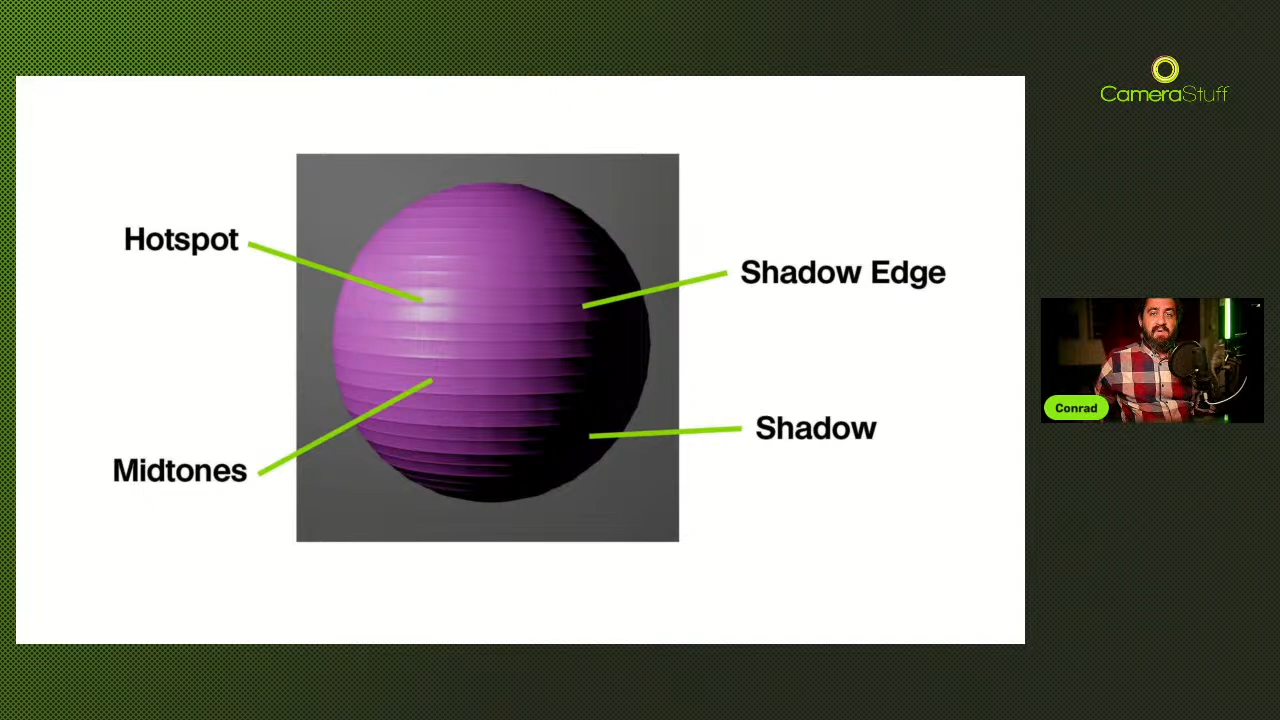 CameraStuff
Hotspot
Shadow Edge
Shadow
Midtones
Conrad